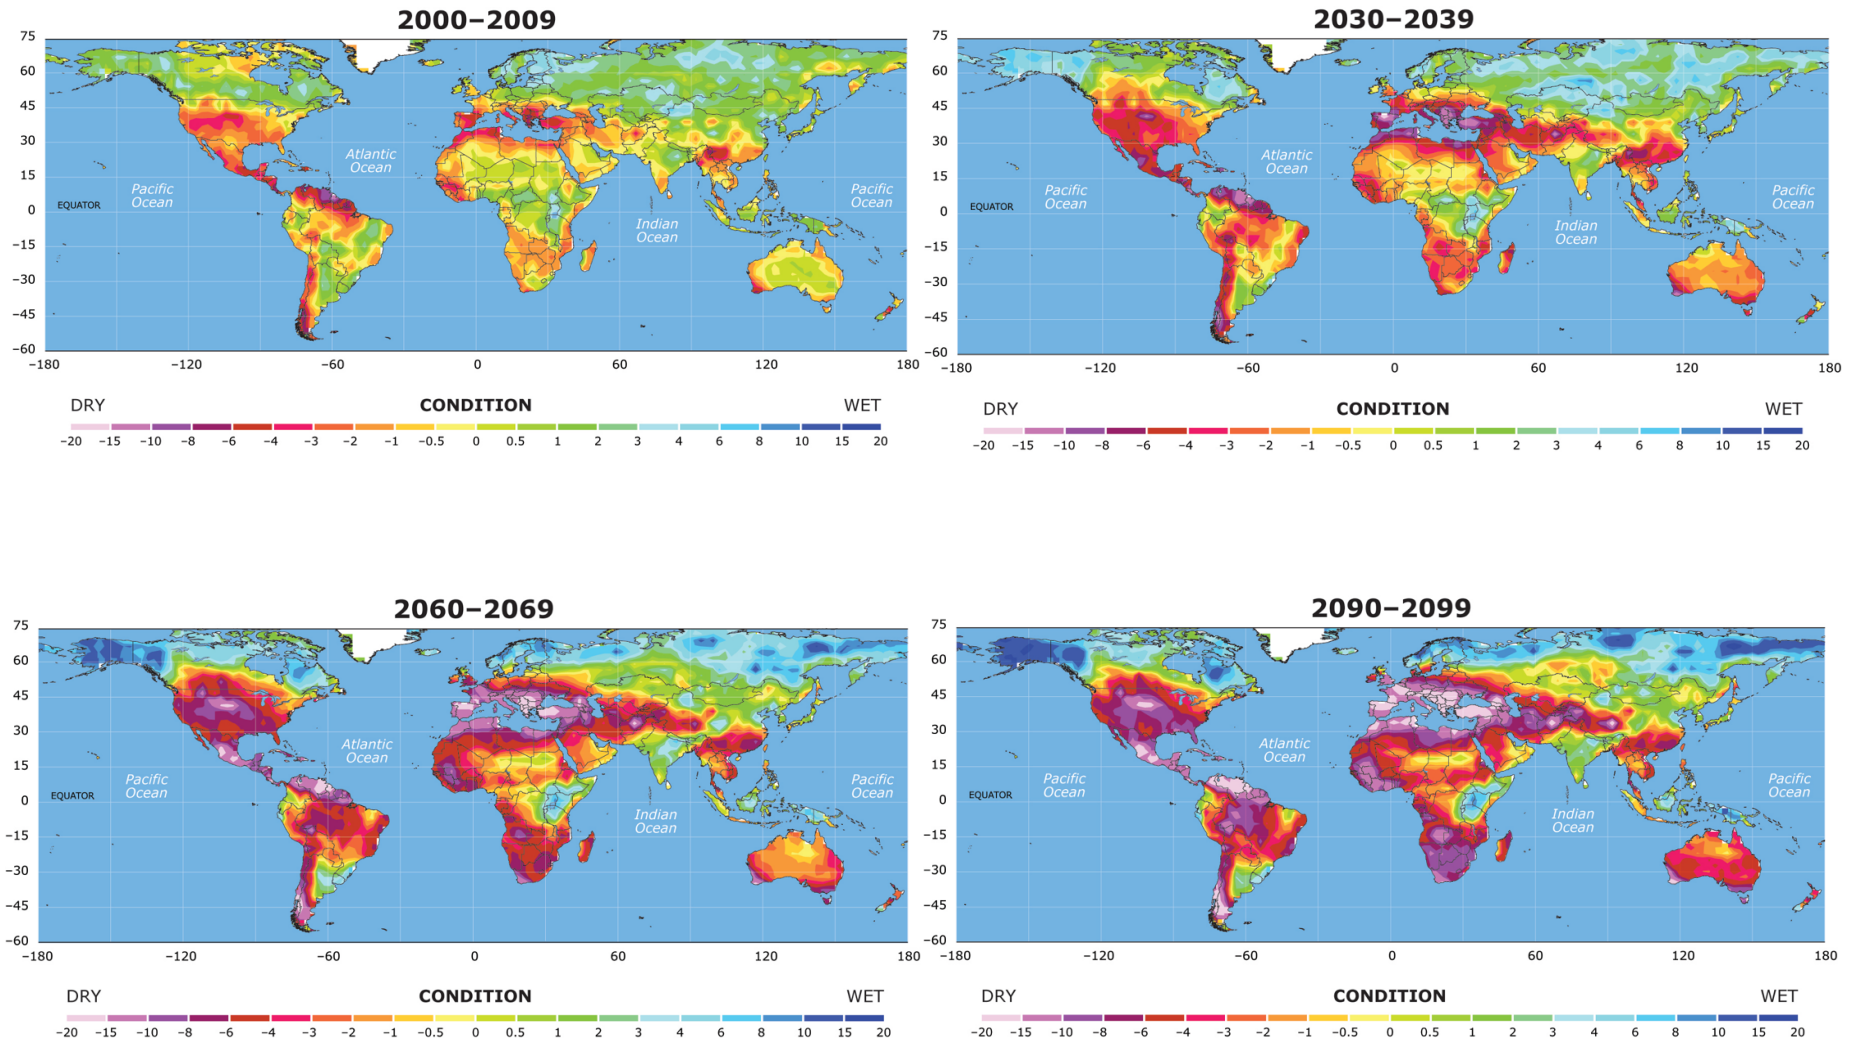 2000–2009
75
60
45
30
15
0
−15
−30
−45
−60
Atlantic
Ocean
Pacific
Ocean
EQUATOR
Indian
Ocean
Pacific
Ocean
−180 −120 −60 0 60 120 180
DRY CONDITION WET
−20 −15 −10 −8 −6 −4 −3 −2 −1 −0.5 0 0.5 1 2 3 4 6 8 10 15 20
2030–2039
75
60
45
30
15
0
−15
−30
−45
−60
Atlantic
Ocean
Pacific
Ocean
EQUATOR
Indian
Ocean
Pacific
Ocean
−180 −120 −60 0 60 120 180
DRY CONDITION WET
−20 −15 −10 −8 −6 −4 −3 −2 −1 −0.5 0 0.5 1 2 3 4 6 8 10 15 20
2060–2069
75
60
45
30
15
0
−15
−30
−45
−60
Atlantic
Ocean
Pacific
Ocean
EQUATOR
Indian
Ocean
Pacific
Ocean
−180 −120 −60 0 60 120 180
DRY CONDITION WET
−20 −15 −10 −8 −6 −4 −3 −2 −1 −0.5 0 0.5 1 2 3 4 6 8 10 15 20
2090–2099
75
60
45
30
15
0
−15
−30
−45
−60
Atlantic
Ocean
Pacific
Ocean
EQUATOR
Indian
Ocean
Pacific
Ocean
−180 −120 −60 0 60 120 180
DRY CONDITION WET
−20 −15 −10 −8 −6 −4 −3 −2 −1 −0.5 0 0.5 1 2 3 4 6 8 10 15 20